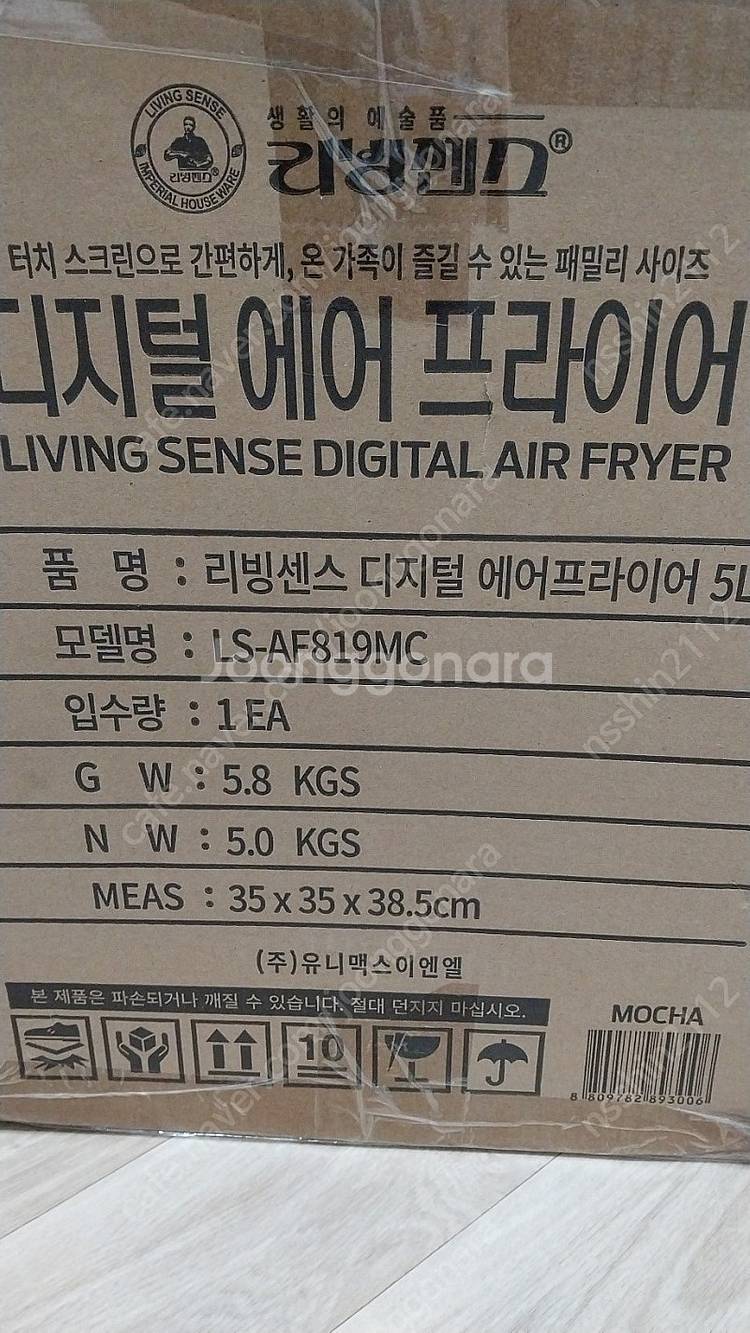 LIVING SENSE
리빙쎈스®
IMPERIAL HOUSEWARE
생활의 예술품
리빙쎈스®
터치 스크린으로 간편하게, 온 가족이 즐길 수 있는 패밀리 사이즈
디지털 에어 프라이어
LIVING SENSE DIGITAL AIR FRYER
품 명 : 리빙센스 디지털 에어프라이어 5L
모델명 : LS-AF819MC
입수량 : 1 EA
G W : 5.8 KGS
N W : 5.0 KGS
MEAS : 35 x 35 x 38.5cm
(주)유니맥스이엔엘
본 제품은 파손되거나 깨질 수 있습니다. 절대 던지지 마십시오.
10
MOCHA
8 809782 893006
Joonggonara
nsshin2112